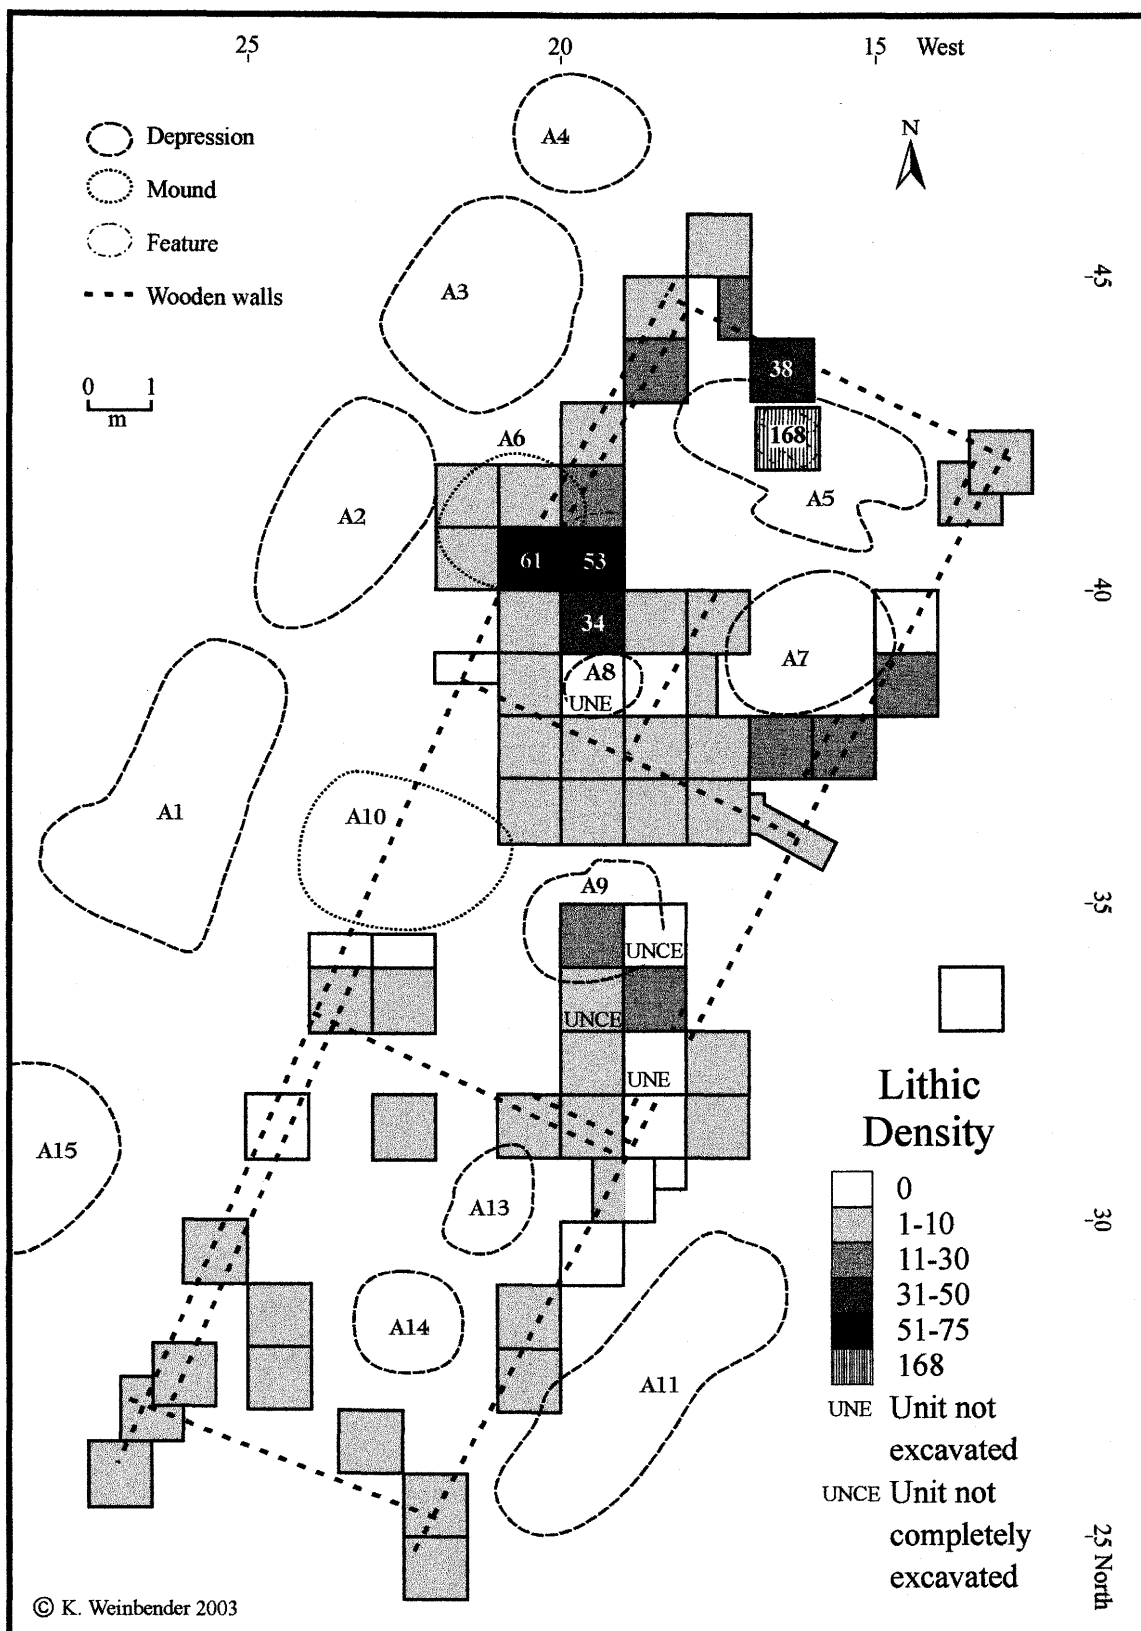 25
20
15 West
Depression
Mound
Feature
Wooden walls
0 1
m
N
A4
A3
45
38
168
A6
A5
A2
61
53
40
34
A8
A7
UNE
A1
A10
A9
35
UNCE
UNCE
UNE
A15
A13
30
A14
A11
Lithic
Density
0
1-10
11-30
31-50
51-75
168
UNE Unit not
excavated
UNCE Unit not
completely
excavated
25 North
© K. Weinbender 2003